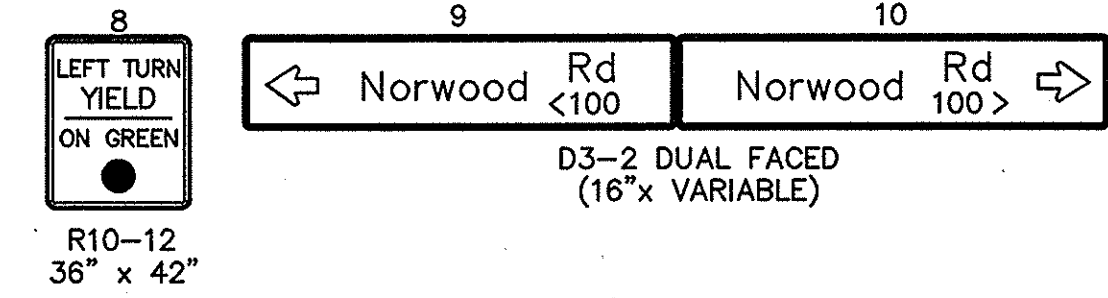 8
LEFT TURN
YIELD
ON GREEN
R10-12
36" x 42"
9
Norwood Rd
<100
10
Norwood Rd
100>
D3-2 DUAL FACED
(16"x VARIABLE)